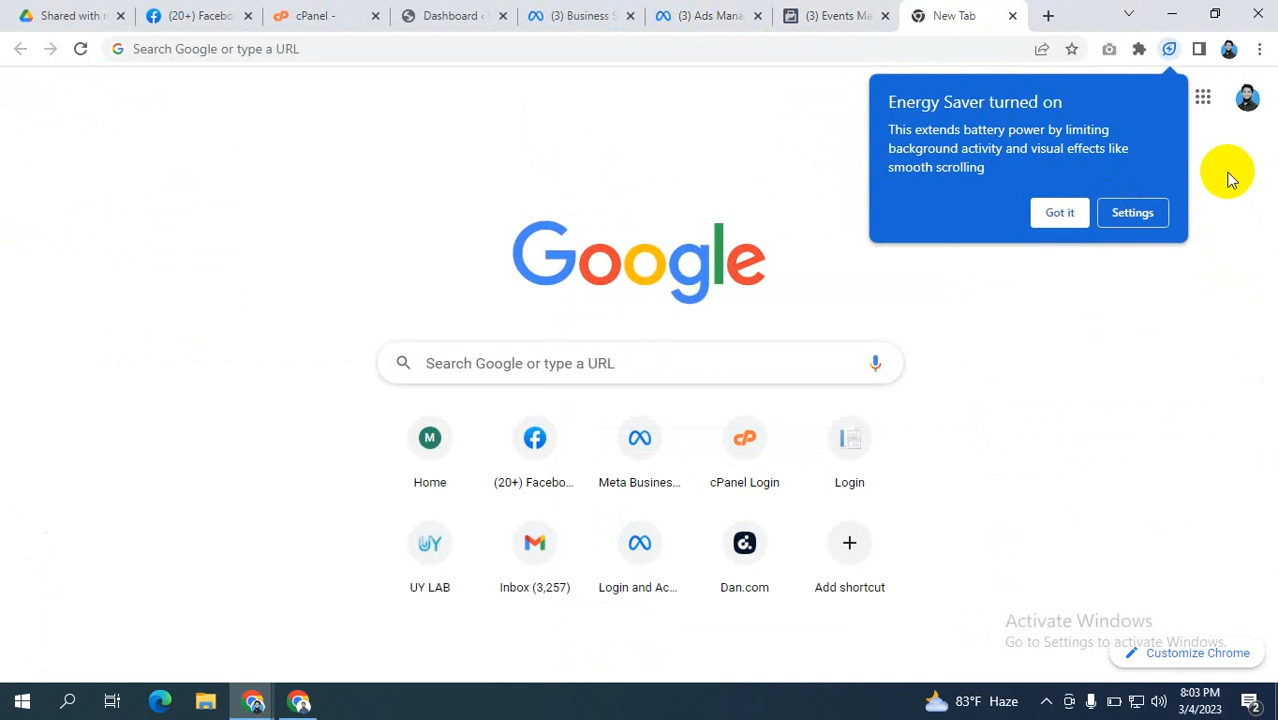 Shared with m
(20+) Facebo
cPanel -
Dashboard ‹
(3) Business S
(3) Ads Mana
(3) Events Ma
New Tab
Search Google or type a URL
Energy Saver turned on
This extends battery power by limiting
background activity and visual effects like
smooth scrolling
Got it
Settings
Google
Search Google or type a URL
M
Home
(20+) Facebo...
Meta Busines...
cP
cPanel Login
Login
UY
UY LAB
Inbox (3,257)
Login and Ac...
d.
Dan.com
Add shortcut
Activate Windows
Go to Settings to activate Windows.
Customize Chrome
83°F Haze
8:03 PM
3/4/2023
2